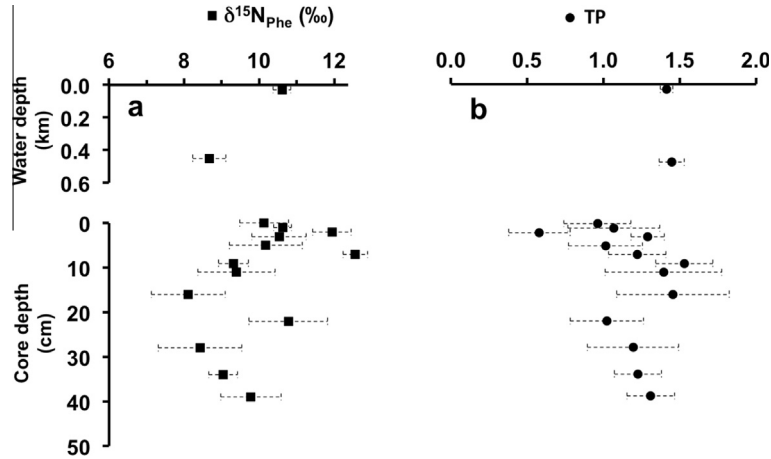 ■ δ¹⁵N_Phe (‰)
6 8 10 12
a
Water depth
(km)
0.0
0.2
0.4
0.6
Core depth
(cm)
0
10
20
30
40
50
● TP
0.0 0.5 1.0 1.5 2.0
b